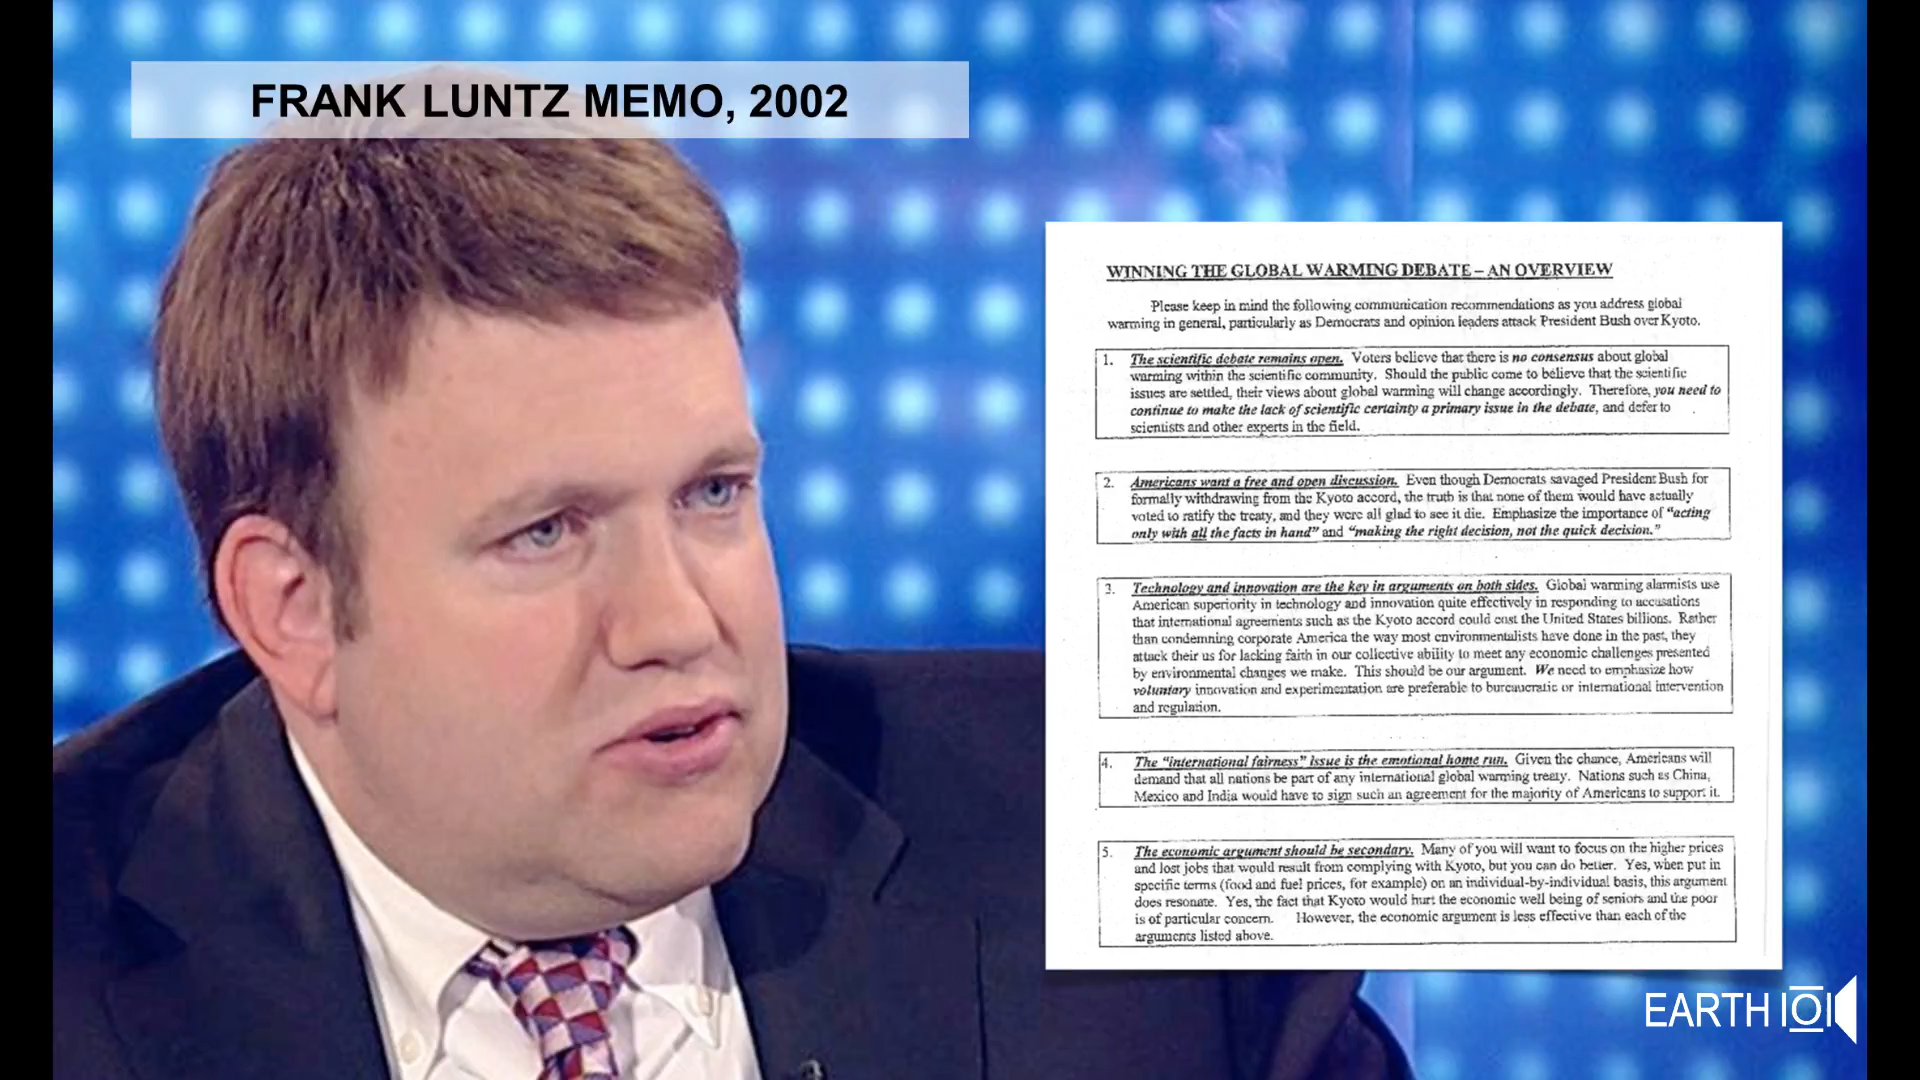 FRANK LUNTZ MEMO, 2002
WINNING THE GLOBAL WARMING DEBATE – AN OVERVIEW
Please keep in mind the following communication recommendations as you address global
warming in general, particularly as Democrats and opinion leaders attack President Bush over Kyoto.
1. The scientific debate remains open. Voters believe that there is no consensus about global
warming within the scientific community. Should the public come to believe that the scientific
issues are settled, their views about global warming will change accordingly. Therefore, you need to
continue to make the lack of scientific certainty a primary issue in the debate, and defer to
scientists and other experts in the field.
2. Americans want a free and open discussion. Even though Democrats savaged President Bush for
formally withdrawing from the Kyoto accord, the truth is that none of them would have actually
voted to ratify the treaty, and they were all glad to see it die. Emphasize the importance of "acting
only with all the facts in hand" and "making the right decision, not the quick decision."
3. Technology and innovation are the key in arguments on both sides. Global warming alarmists use
American superiority in technology and innovation quite effectively in responding to accusations
that international agreements such as the Kyoto accord could cost the United States billions. Rather
than condemning corporate America the way most environmentalists have done in the past, they
attack their us for lacking faith in our collective ability to meet any economic challenges presented
by environmental changes we make. This should be our argument. We need to emphasize how
voluntary innovation and experimentation are preferable to bureaucratic or international intervention
and regulation.
4. The "international fairness" issue is the emotional home run. Given the chance, Americans will
demand that all nations be part of any international global warming treaty. Nations such as China,
Mexico and India would have to sign such an agreement for the majority of Americans to support it.
5. The economic argument should be secondary. Many of you will want to focus on the higher prices
and lost jobs that would result from complying with Kyoto, but you can do better. Yes, when put in
specific terms (food and fuel prices, for example) on an individual-by-individual basis, this argument
does resonate. Yes, the fact that Kyoto would hurt the economic well being of seniors and the poor
is of particular concern. However, the economic argument is less effective than each of the
arguments listed above.
EARTH 101